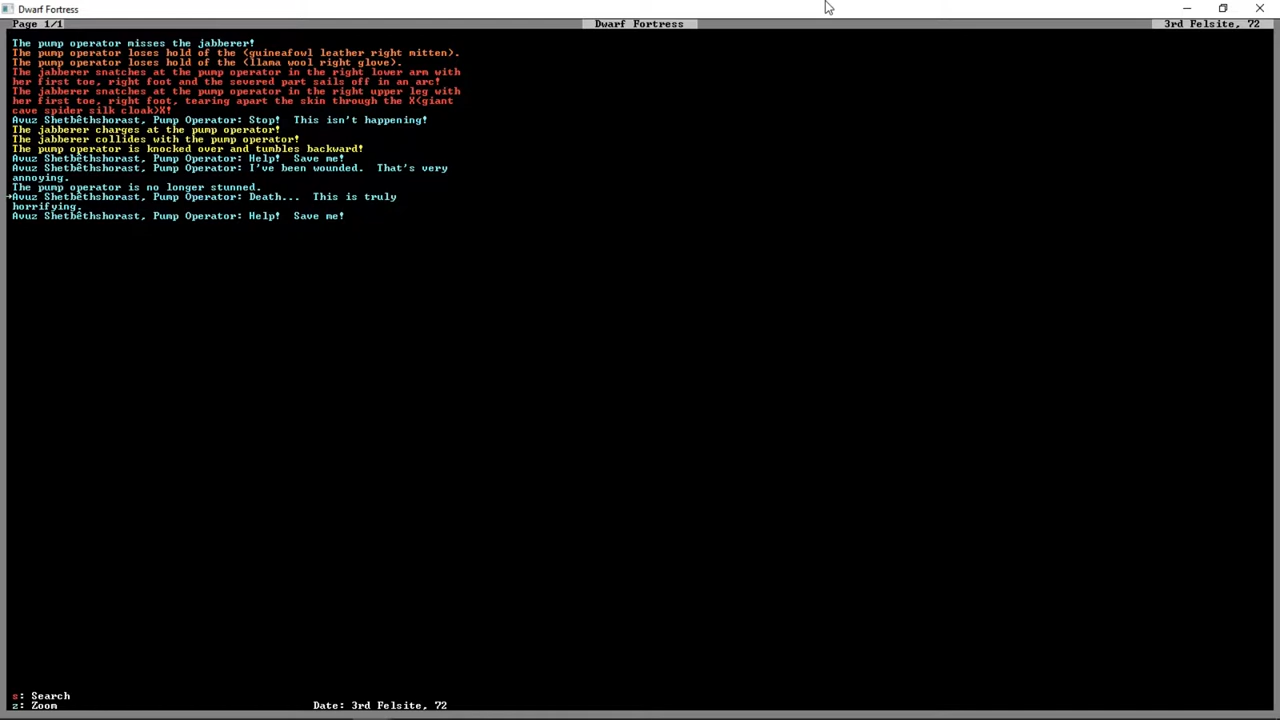 Dwarf Fortress
Page 1/1 Dwarf Fortress 3rd Felsite, 72
The pump operator misses the jabberer!
The pump operator loses hold of the (guineafowl leather right mitten).
The pump operator loses hold of the (llama wool right glove).
The jabberer snatches at the pump operator in the right lower arm with
her first toe, right foot and the severed part sails off in an arc!
The jabberer snatches at the pump operator in the right upper leg with
her first toe, right foot, tearing apart the skin through the X(giant
cave spider silk cloak)X!
Avuz Shetbêthshorast, Pump Operator: Stop!  This isn't happening!
The jabberer charges at the pump operator!
The jabberer collides with the pump operator!
The pump operator is knocked over and tumbles backward!
Avuz Shetbêthshorast, Pump Operator: Help!  Save me!
Avuz Shetbêthshorast, Pump Operator: I've been wounded.  That's very
annoying.
The pump operator is no longer stunned.
→Avuz Shetbêthshorast, Pump Operator: Death...  This is truly
horrifying.
Avuz Shetbêthshorast, Pump Operator: Help!  Save me!
s: Search
z: Zoom Date: 3rd Felsite, 72